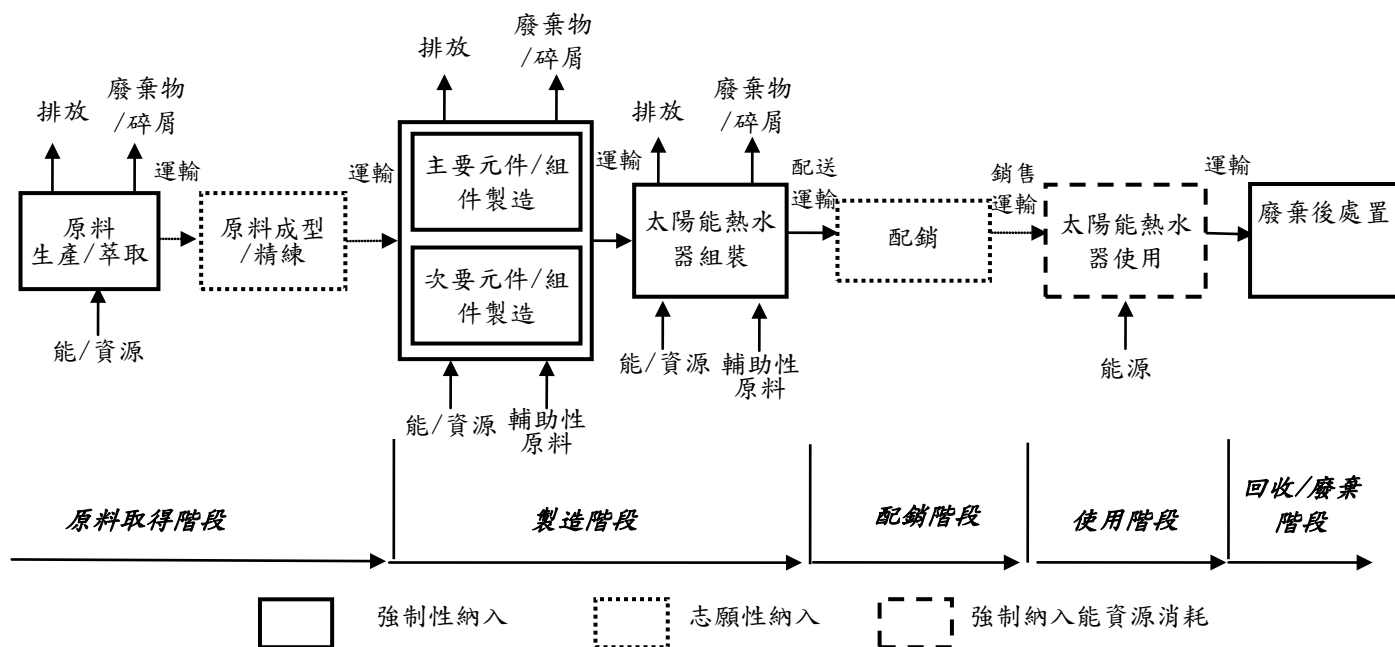 排放
廢棄物
/碎屑
運輸
原料
生產/萃取
能/資源
原料成型
/精練
運輸
排放
廢棄物
/碎屑
主要元件/組
件製造
次要元件/組
件製造
能/資源
輔助性
原料
運輸
排放
廢棄物
/碎屑
太陽能熱水
器組裝
能/資源
輔助性
原料
配送
運輸
配銷
銷售
運輸
太陽能熱水
器使用
能源
運輸
廢棄後處置
原料取得階段
製造階段
配銷階段
使用階段
回收/廢棄
階段
強制性納入
志願性納入
強制納入能資源消耗